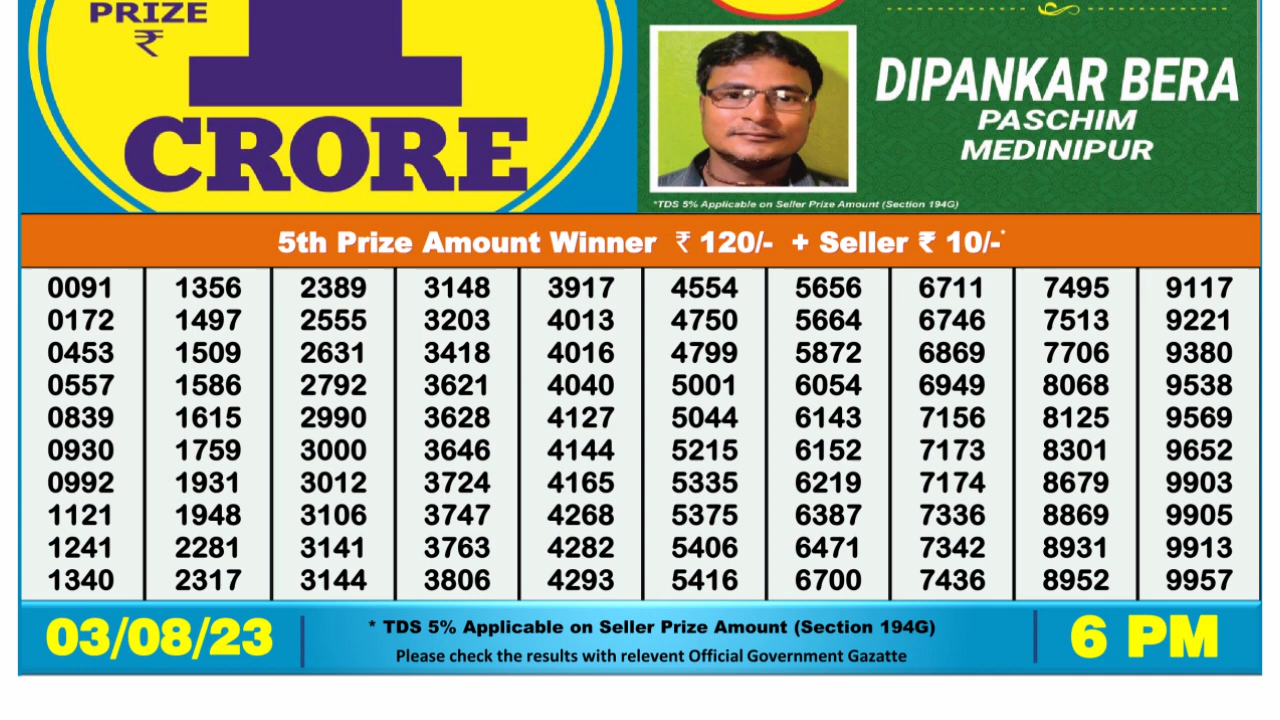 PRIZE
₹
1
CRORE
DIPANKAR BERA
PASCHIM
MEDINIPUR
*TDS 5% Applicable on Seller Prize Amount (Section 194G)
5th Prize Amount Winner ₹ 120/- + Seller ₹ 10/-*
0091 1356 2389 3148 3917 4554 5656 6711 7495 9117
0172 1497 2555 3203 4013 4750 5664 6746 7513 9221
0453 1509 2631 3418 4016 4799 5872 6869 7706 9380
0557 1586 2792 3621 4040 5001 6054 6949 8068 9538
0839 1615 2990 3628 4127 5044 6143 7156 8125 9569
0930 1759 3000 3646 4144 5215 6152 7173 8301 9652
0992 1931 3012 3724 4165 5335 6219 7174 8679 9903
1121 1948 3106 3747 4268 5375 6387 7336 8869 9905
1241 2281 3141 3763 4282 5406 6471 7342 8931 9913
1340 2317 3144 3806 4293 5416 6700 7436 8952 9957
03/08/23
* TDS 5% Applicable on Seller Prize Amount (Section 194G)
Please check the results with relevent Official Government Gazatte
6 PM